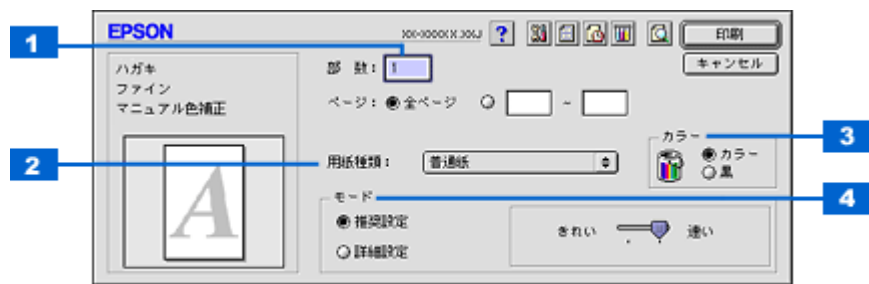 EPSON
XX-XXXX(X.XX)J
?
印刷
キャンセル
1
部 数: 1
ハガキ
ファイン
マニュアル色補正
ページ: 全ページ ~
2
用紙種類: 普通紙
カラー
カラー
黒
3
モード
4
推奨設定
詳細設定
きれい 速い
A